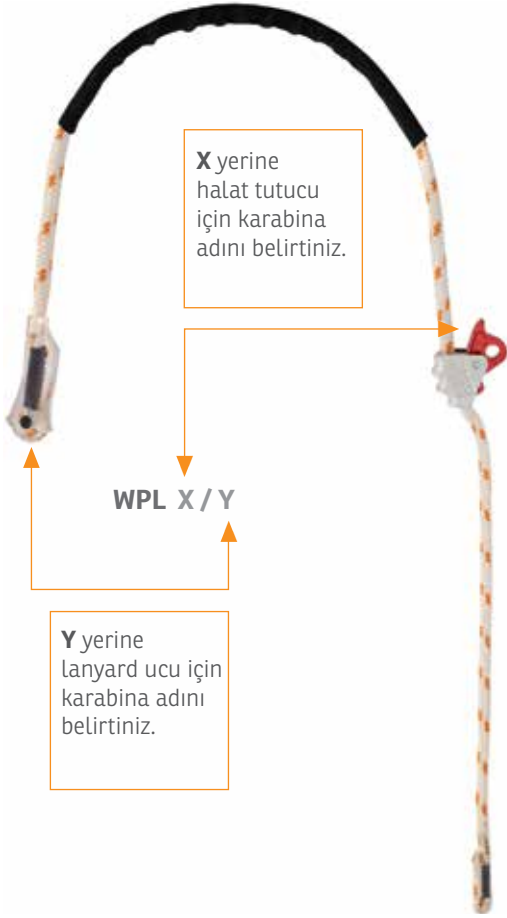 X yerine
halat tutucu
için karabina
adını belirtiniz.
WPL X / Y
Y yerine
lanyard ucu için
karabina adını
belirtiniz.